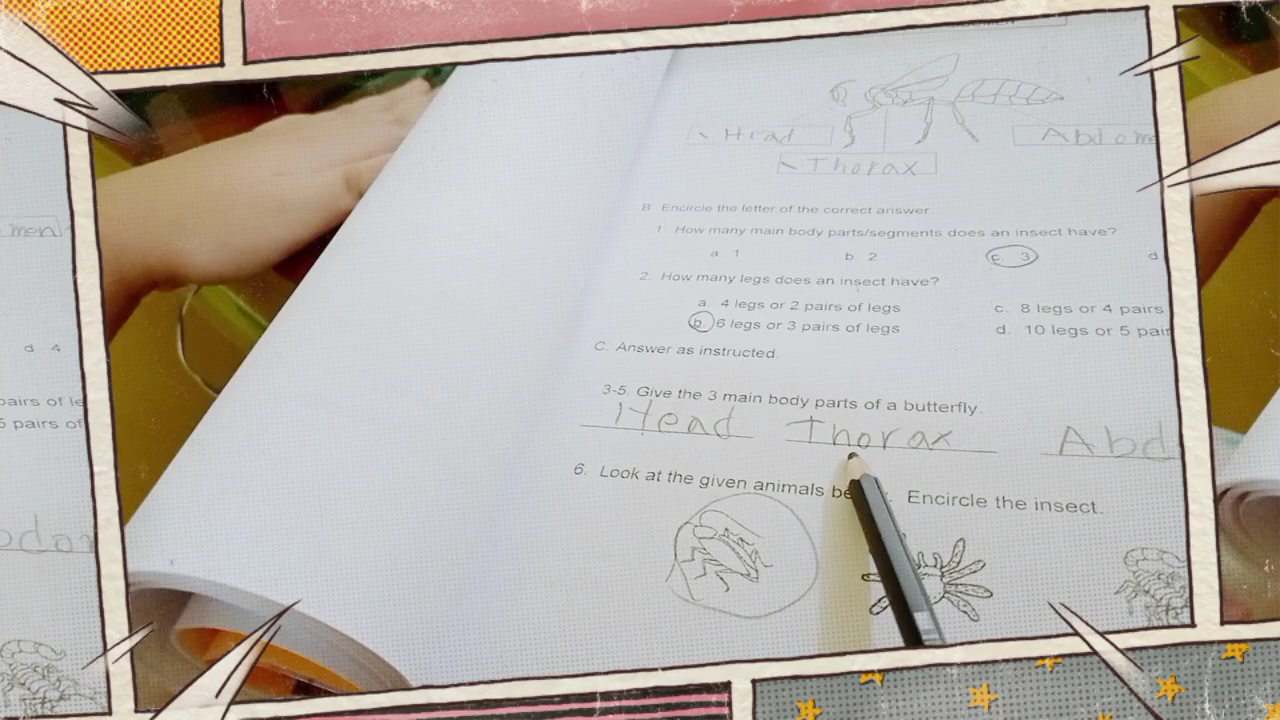 Head
Abdome
Thorax
men
B. Encircle the letter of the correct answer
1. How many main body parts/segments does an insect have?
a. 1 b. 2 c. 3 d
2. How many legs does an insect have?
a. 4 legs or 2 pairs of legs c. 8 legs or 4 pairs
b. 6 legs or 3 pairs of legs d. 10 legs or 5 pair
d. 4
C. Answer as instructed.
3-5. Give the 3 main body parts of a butterfly.
pairs of le
5 pairs of
Head Thorax Abd
6. Look at the given animals be Encircle the insect.